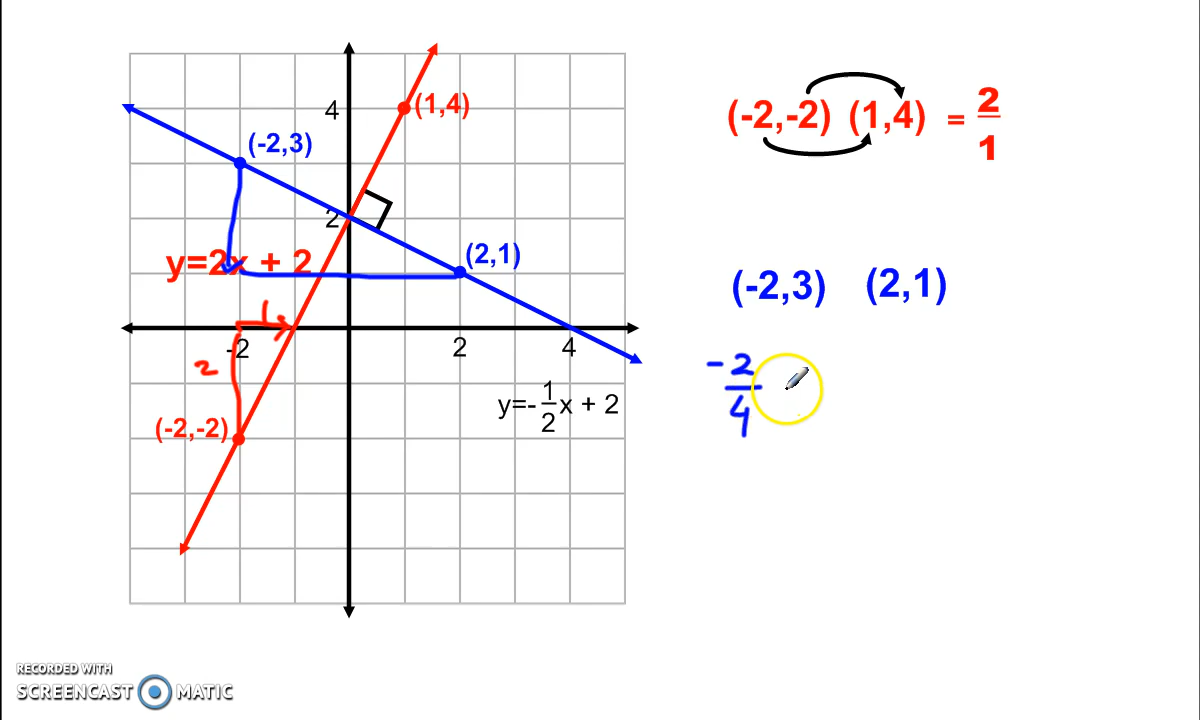 4
(1,4)
(-2,-2) (1,4) = 2/1
(-2,3)
2
y=2x + 2
(2,1)
(-2,3) (2,1)
1
-2
2
4
2
-2/4
y=-1/2x + 2
(-2,-2)
RECORDED WITH
SCREENCAST MATIC